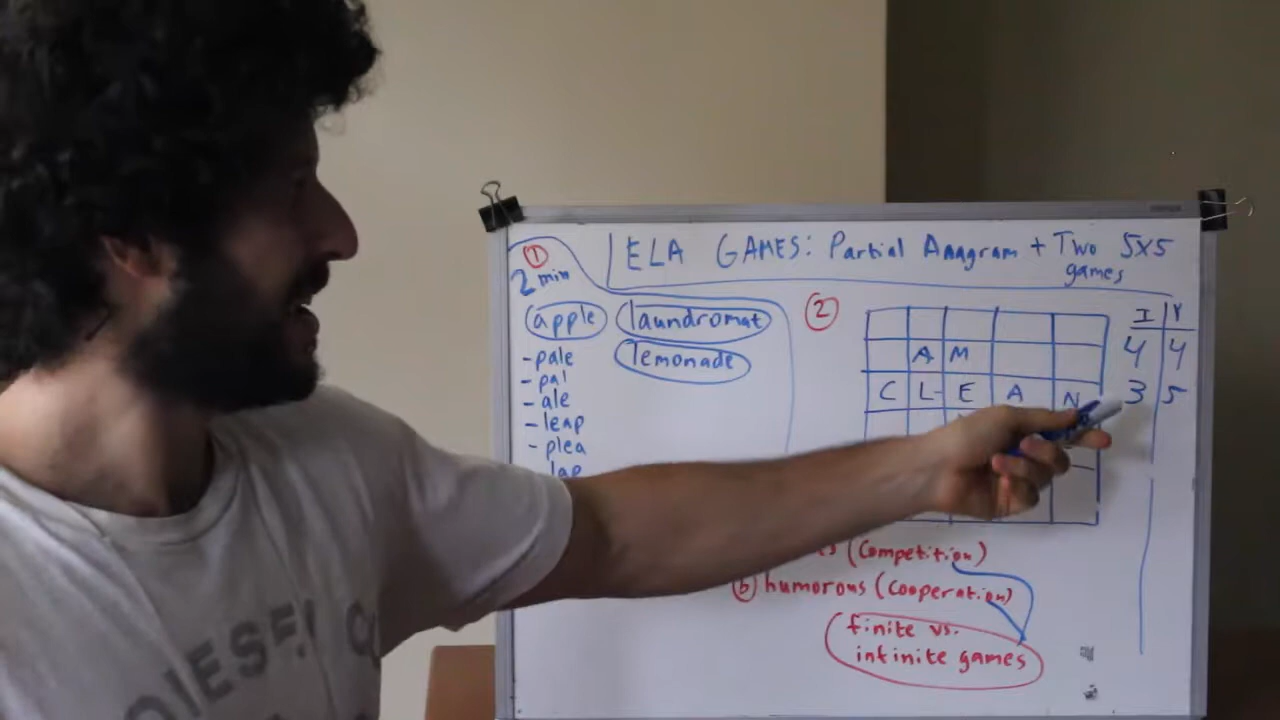 ELA GAMES: Partial Anagram + Two 5x5
games
1
2 min
apple laundromat
lemonade
-pale
-pal
-ale
-leap
-plea
lap
2
A M
C L E A N
I Y
4 4
3 5
(Competition)
b humorous (Cooperation)
finite vs.
infinite games
DIESEL